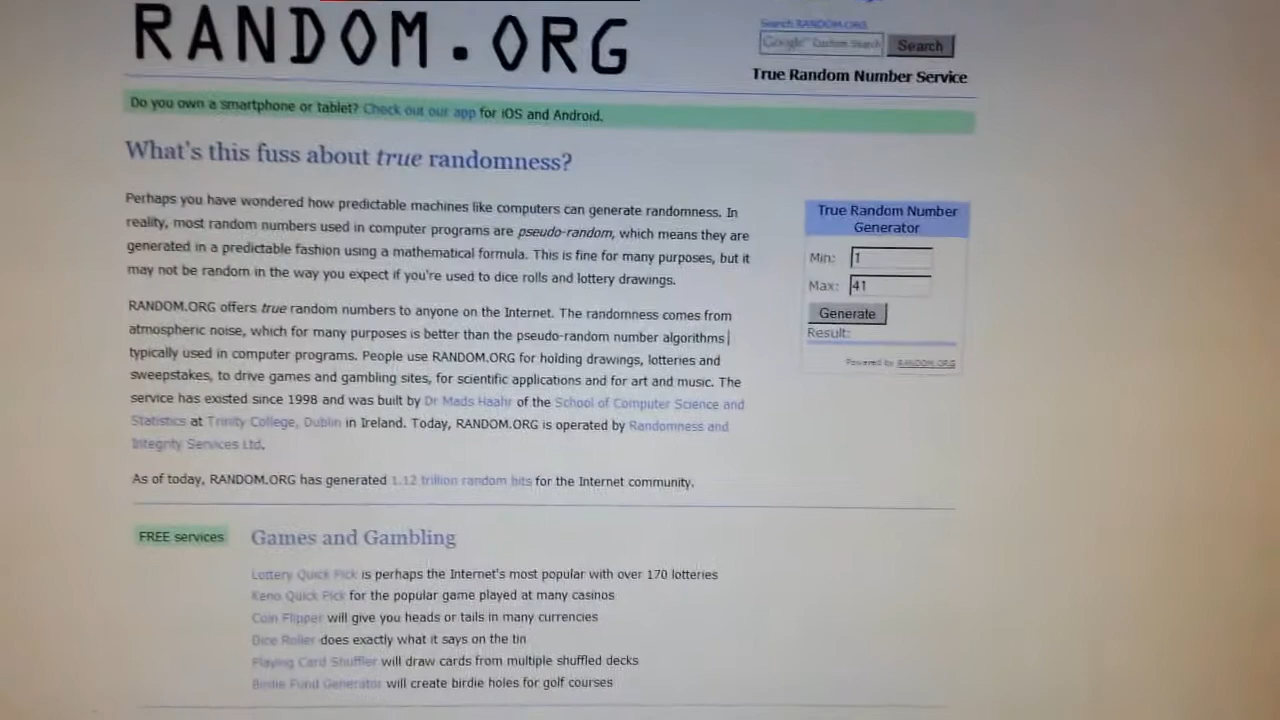 RANDOM.ORG
Search RANDOM.ORG
Google™ Custom Search
Search
True Random Number Service
Do you own a smartphone or tablet? Check out our app for iOS and Android.
What's this fuss about true randomness?
Perhaps you have wondered how predictable machines like computers can generate randomness. In
reality, most random numbers used in computer programs are pseudo-random, which means they are
generated in a predictable fashion using a mathematical formula. This is fine for many purposes, but it
may not be random in the way you expect if you're used to dice rolls and lottery drawings.
RANDOM.ORG offers true random numbers to anyone on the Internet. The randomness comes from
atmospheric noise, which for many purposes is better than the pseudo-random number algorithms
typically used in computer programs. People use RANDOM.ORG for holding drawings, lotteries and
sweepstakes, to drive games and gambling sites, for scientific applications and for art and music. The
service has existed since 1998 and was built by Dr Mads Haahr of the School of Computer Science and
Statistics at Trinity College, Dublin in Ireland. Today, RANDOM.ORG is operated by Randomness and
Integrity Services Ltd.
As of today, RANDOM.ORG has generated 1.12 trillion random bits for the Internet community.
True Random Number
Generator
Min: 1
Max: 41
Generate
Result:
Powered by RANDOM.ORG
FREE services
Games and Gambling
Lottery Quick Pick is perhaps the Internet's most popular with over 170 lotteries
Keno Quick Pick for the popular game played at many casinos
Coin Flipper will give you heads or tails in many currencies
Dice Roller does exactly what it says on the tin
Playing Card Shuffler will draw cards from multiple shuffled decks
Birdie Fund Generator will create birdie holes for golf courses